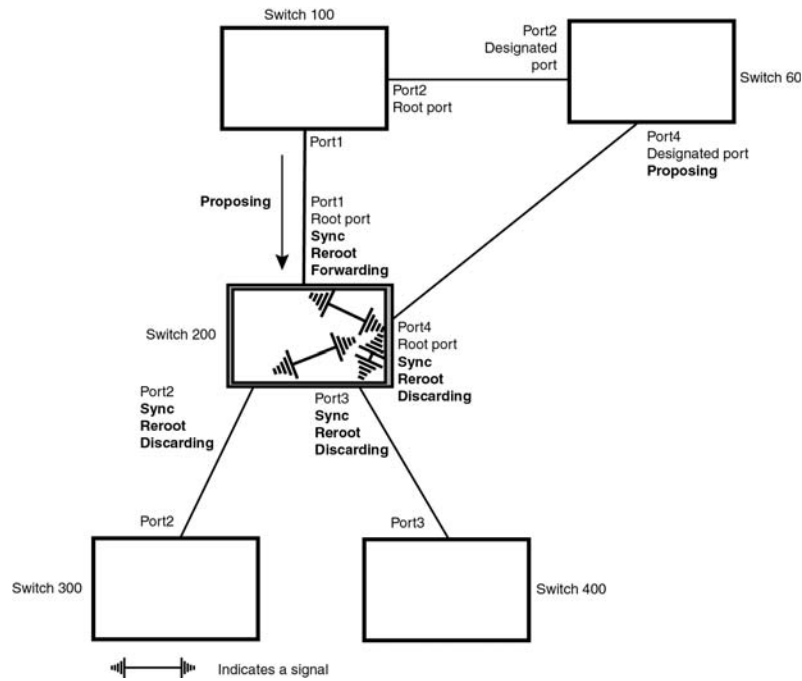 Switch 100
Port2
Designated
port
Switch 60
Port2
Root port
Port1
Port4
Designated port
Proposing
Proposing
Port1
Root port
Sync
Reroot
Forwarding
Switch 200
Port4
Root port
Sync
Reroot
Discarding
Port2
Sync
Reroot
Discarding
Port3
Sync
Reroot
Discarding
Port2
Port3
Switch 300
Switch 400
Indicates a signal